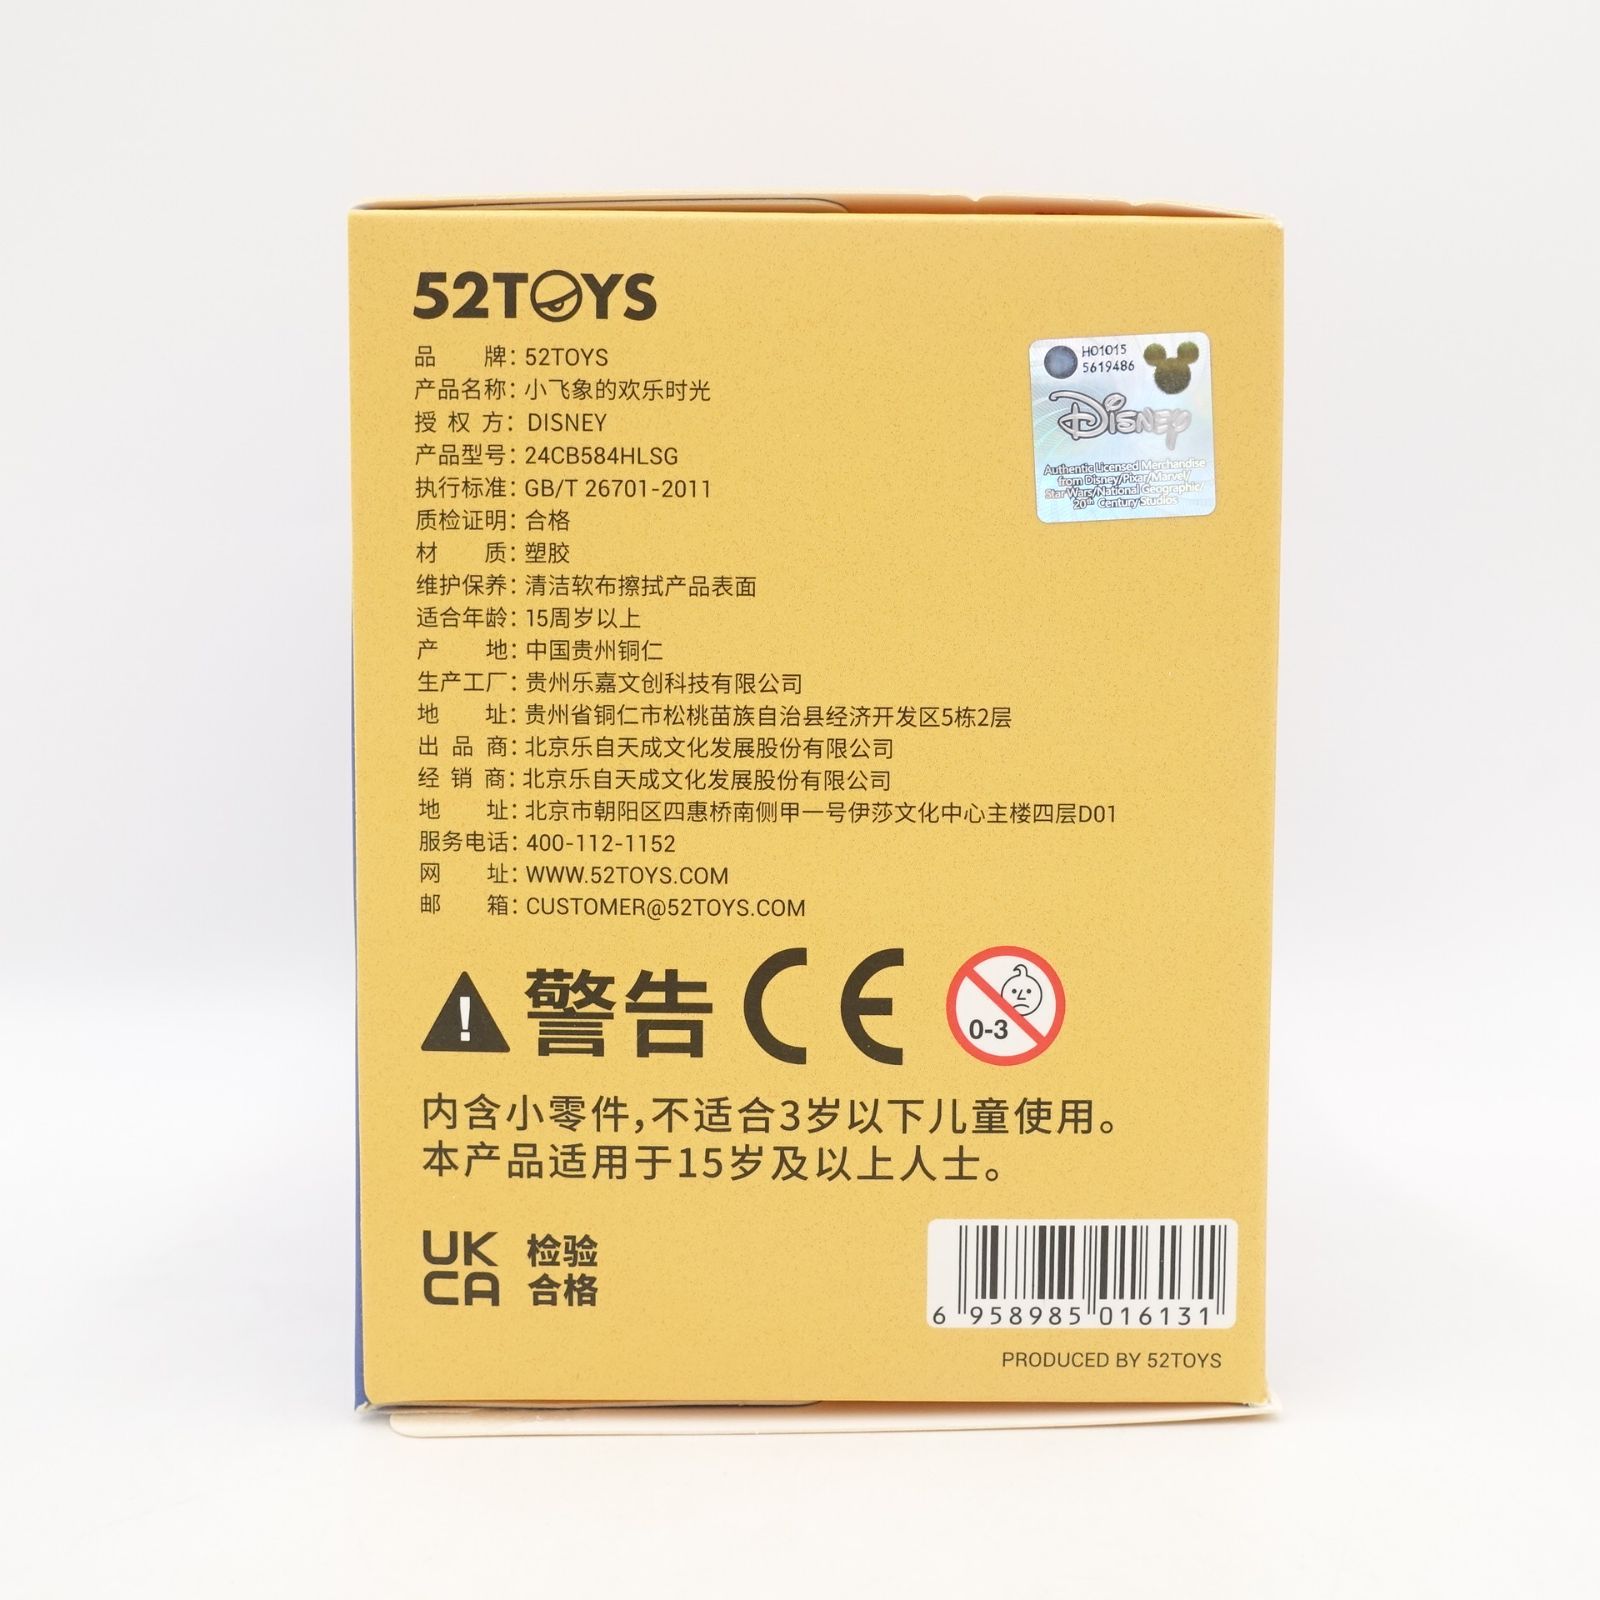 52TOYS
品 牌：52TOYS
产品名称：小飞象的欢乐时光
授 权 方：DISNEY
产品型号：24CB584HLSG
执行标准：GB/T 26701-2011
质检证明：合格
材 质：塑胶
维护保养：清洁软布擦拭产品表面
适合年龄：15周岁以上
产 地：中国贵州铜仁
生产工厂：贵州乐嘉文创科技有限公司
地 址：贵州省铜仁市松桃苗族自治县经济开发区5栋2层
出 品 商：北京乐自天成文化发展股份有限公司
经 销 商：北京乐自天成文化发展股份有限公司
地 址：北京市朝阳区四惠桥南侧甲一号伊莎文化中心主楼四层D01
服务电话：400-112-1152
网 址：WWW.52TOYS.COM
邮 箱：CUSTOMER@52TOYS.COM
H01015
5619486
Disney
Authentic Licensed Merchandise
from Disney/Pixar/Marvel/
Star Wars/National Geographic/
20th Century Studios
警告 CE
0-3
内含小零件,不适合3岁以下儿童使用。
本产品适用于15岁及以上人士。
UK
CA
检验
合格
6 958985 016131
PRODUCED BY 52TOYS